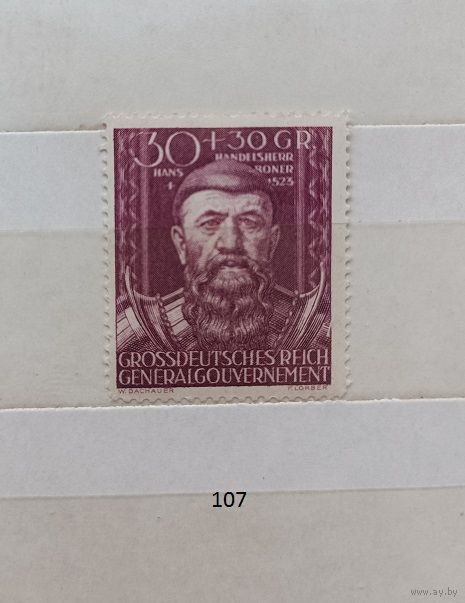 30+30 GR.
HANDELSHERR
HANS BONER
+ 1523
GROSSDEUTSCHES REICH
GENERALGOUVERNEMENT
W. DACHAUER F. LORBER
107
www.ay.by